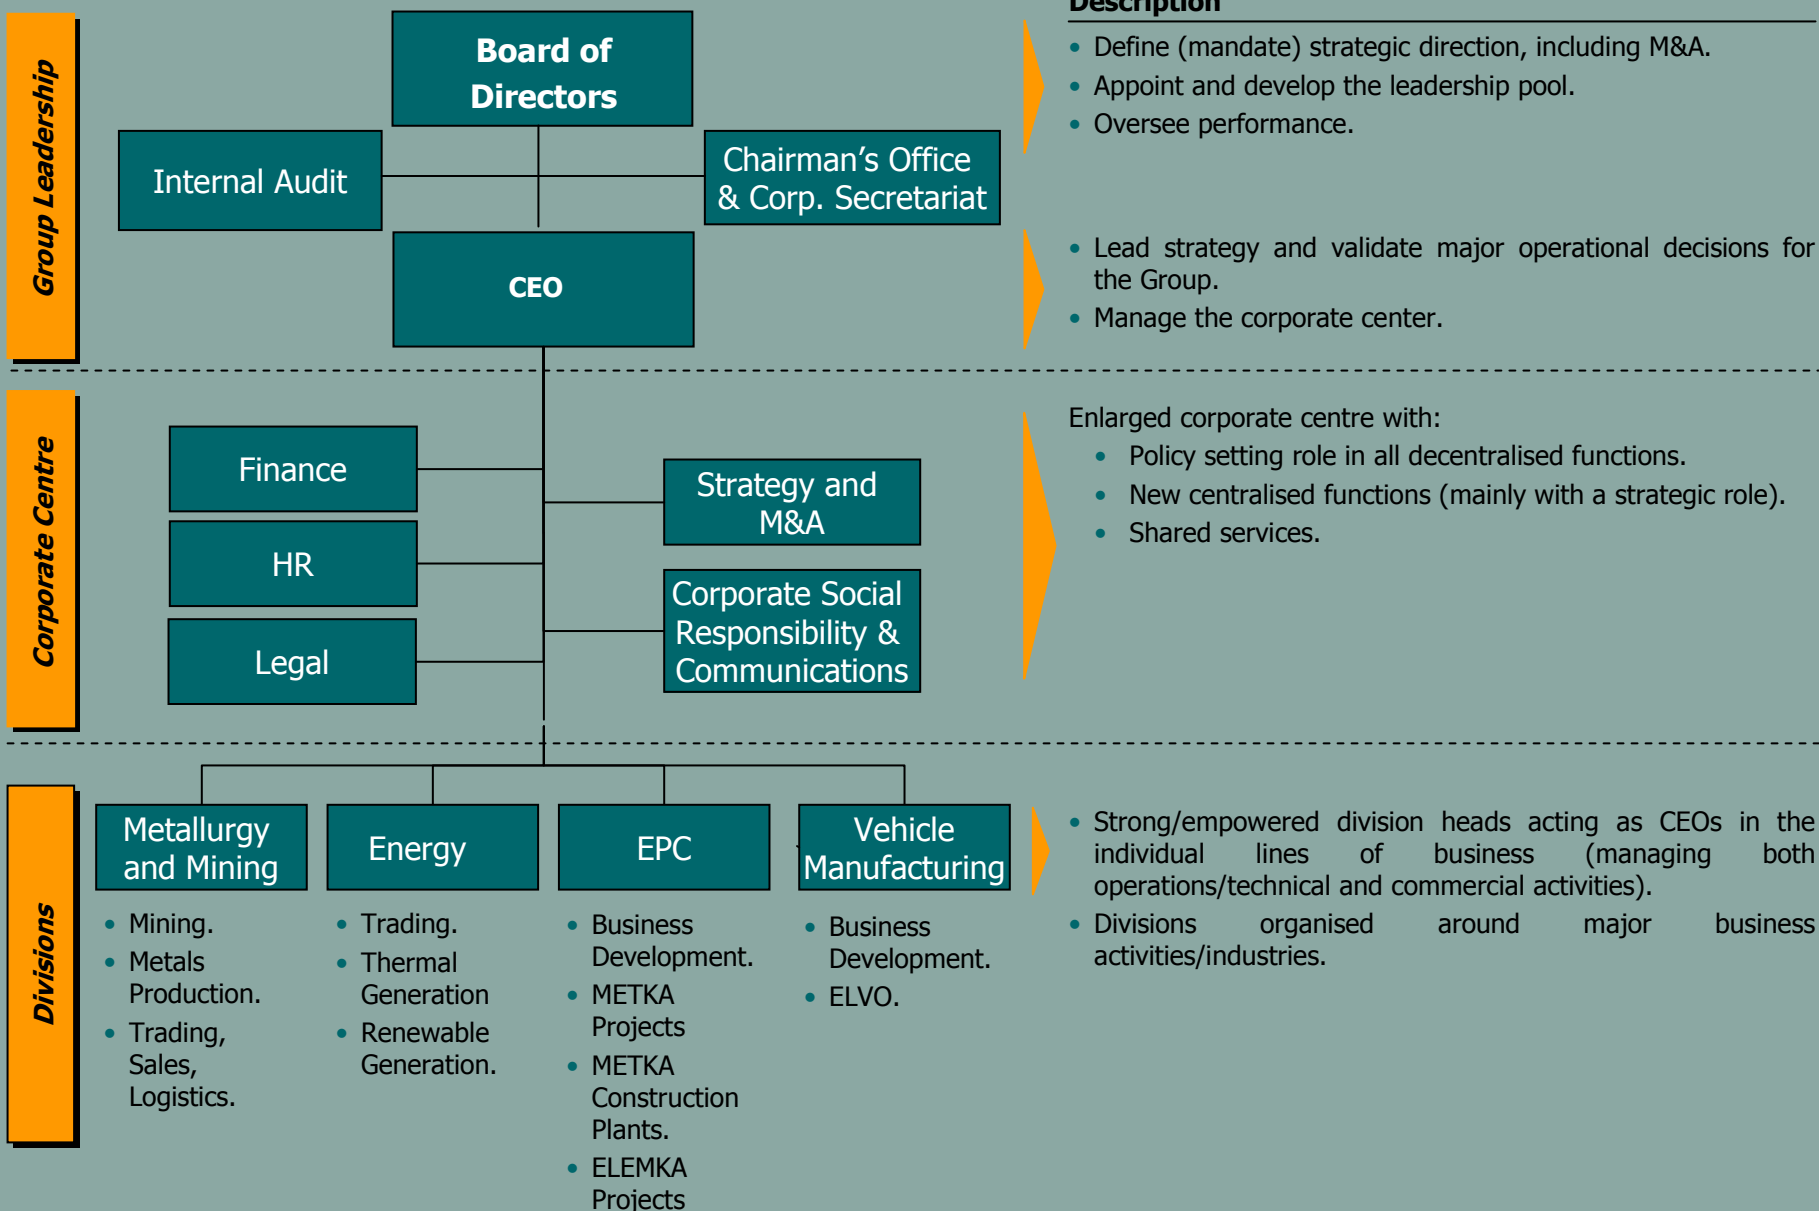 Description
Group Leadership
Board of
Directors
Internal Audit
Chairman’s Office
& Corp. Secretariat
CEO
• Define (mandate) strategic direction, including M&A.
• Appoint and develop the leadership pool.
• Oversee performance.
• Lead strategy and validate major operational decisions for
the Group.
• Manage the corporate center.
Corporate Centre
Finance
HR
Legal
Strategy and
M&A
Corporate Social
Responsibility &
Communications
Enlarged corporate centre with:
• Policy setting role in all decentralised functions.
• New centralised functions (mainly with a strategic role).
• Shared services.
Divisions
Metallurgy
and Mining
• Mining.
• Metals
Production.
• Trading,
Sales,
Logistics.
Energy
• Trading.
• Thermal
Generation
• Renewable
Generation.
EPC
• Business
Development.
• METKA
Projects
• METKA
Construction
Plants.
• ELEMKA
Projects
Vehicle
Manufacturing
• Business
Development.
• ELVO.
• Strong/empowered division heads acting as CEOs in the
individual lines of business (managing both
operations/technical and commercial activities).
• Divisions organised around major business
activities/industries.